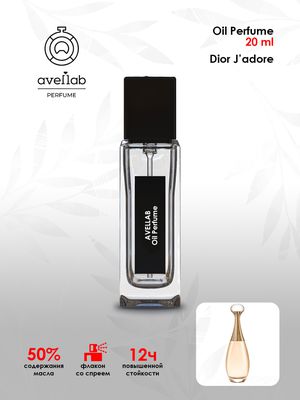 Oil Perfume
20 ml
Dior J'adore
avellab
PERFUME
AVELLAB
Oil Perfume
50%
содержания
масла
флакон
со спреем
12ч
повышенной
стойкости